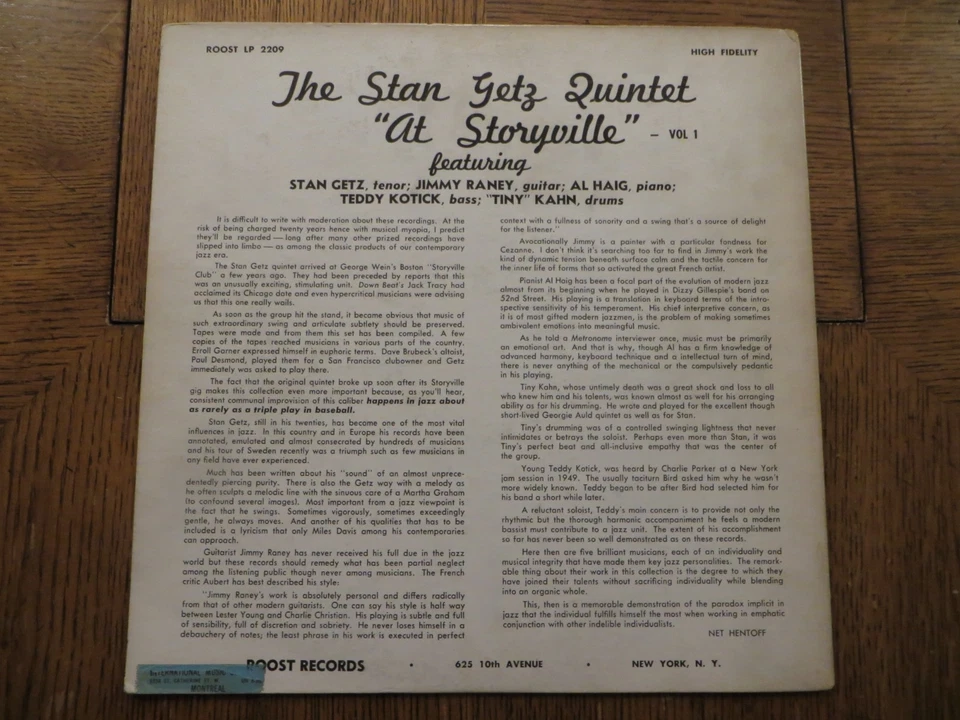 ROOST LP 2209
HIGH FIDELITY
The Stan Getz Quintet
"At Storyville" – VOL 1
featuring
STAN GETZ, tenor; JIMMY RANEY, guitar; AL HAIG, piano;
TEDDY KOTICK, bass; "TINY" KAHN, drums
It is difficult to write with moderation about these recordings. At the
risk of being charged twenty years hence with musical myopia, I predict
they'll be regarded — long after many other prized recordings have
slipped into limbo — as among the classic products of our contemporary
jazz era.
The Stan Getz quintet arrived at George Wein's Boston "Storyville
Club" a few years ago. They had been preceded by reports that this
was an unusually exciting, stimulating unit. Down Beat's Jack Tracy had
acclaimed its Chicago date and even hypercritical musicians were advising
us that this one really wails.
As soon as the group hit the stand, it became obvious that music of
such extraordinary swing and articulate subtlety should be preserved.
Tapes were made and from them this set has been compiled. A few
copies of the tapes reached musicians in various parts of the country.
Erroll Garner expressed himself in euphoric terms. Dave Brubeck's altoist,
Paul Desmond, played them for a San Francisco clubowner and Getz
immediately was asked to play there.
The fact that the original quintet broke up soon after its Storyville
gig makes this collection even more important because, as you'll hear,
consistent communal improvisation of this caliber happens in jazz about
as rarely as a triple play in baseball.
Stan Getz, still in his twenties, has become one of the most vital
influences in jazz. In this country and in Europe his records have been
annotated, emulated and almost consecrated by hundreds of musicians
and his tour of Sweden recently was a triumph such as few musicians in
any field have ever experienced.
Much has been written about his "sound" of an almost unprece-
dentedly piercing purity. There is also the Getz way with a melody as
he often sculpts a melodic line with the sinuous care of a Martha Graham
(to confound several images). Most important from a jazz viewpoint is
the fact that he swings. Sometimes vigorously, sometimes exceedingly
gentle, he always moves. And another of his qualities that has to be
included is a lyricism that only Miles Davis among his contemporaries
can approach.
Guitarist Jimmy Raney has never received his full due in the jazz
world but these records should remedy what has been partial neglect
among the listening public though never among musicians. The French
critic Aubert has best described his style:
"Jimmy Raney's work is absolutely personal and differs radically
from that of other modern guitarists. One can say his style is half way
between Lester Young and Charlie Christian. His playing is subtle and full
of sensibility, full of discretion and sobriety. He never loses himself in a
debauchery of notes; the least phrase in his work is executed in perfect
context with a fullness of sonority and a swing that's a source of delight
for the listener."
Avocationally Jimmy is a painter with a particular fondness for
Cezanne. I don't think it's searching too far to find in Jimmy's work the
kind of dynamic tension beneath surface calm and the tactile concern for
the inner life of forms that so activated the great French artist.
Pianist Al Haig has been a focal part of the evolution of modern jazz
almost from its beginning when he played in Dizzy Gillespie's band on
52nd Street. His playing is a translation in keyboard terms of the intro-
spective sensitivity of his temperament. His chief interpretive concern, as
it is of most gifted modern jazzmen, is the problem of making sometimes
ambivalent emotions into meaningful music.
As he told a Metronome interviewer once, music must be primarily
an emotional art. And that is why, though Al has a firm knowledge of
advanced harmony, keyboard technique and a intellectual turn of mind,
there is never anything of the mechanical or the compulsively pedantic
in his playing.
Tiny Kahn, whose untimely death was a great shock and loss to all
who knew him and his talents, was known almost as well for his arranging
ability as for his drumming. He wrote and played for the excellent though
short-lived Georgie Auld quintet as well as for Stan.
Tiny's drumming was of a controlled swinging lightness that never
intimidates or betrays the soloist. Perhaps even more than Stan, it was
Tiny's perfect beat and all-inclusive empathy that was the center of
the group.
Young Teddy Kotick, was heard by Charlie Parker at a New York
jam session in 1949. The usually taciturn Bird asked him why he wasn't
more widely known. Teddy began to be after Bird had selected him for
his band a short while later.
A reluctant soloist, Teddy's main concern is to provide not only the
rhythmic but the thorough harmonic accompaniment he feels a modern
bassist must contribute to a jazz unit. The extent of his accomplishment
so far has never been so well demonstrated as on these records.
Here then are five brilliant musicians, each of an individuality and
musical integrity that have made them key jazz personalities. The remark-
able thing about their work in this collection is the degree to which they
have joined their talents without sacrificing individuality while blending
into an organic whole.
This, then is a memorable demonstration of the paradox implicit in
jazz that the individual fulfills himself the most when working in emphatic
conjunction with other indelible individualists.
NET HENTOFF
ROOST RECORDS • 625 10th AVENUE • NEW YORK, N. Y.
INTERNATIONAL MUSIC
ST. CATHERINE ST. W.
MONTREAL